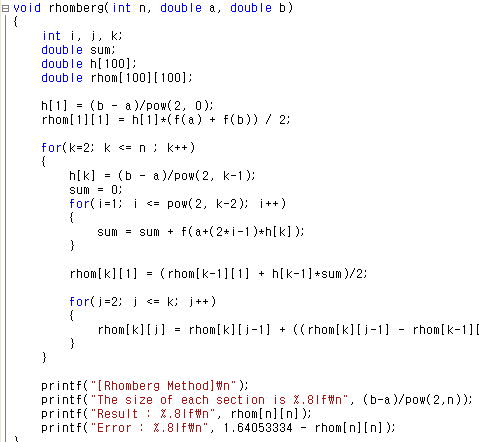 void rhomberg(int n, double a, double b)
{
    int i, j, k;
    double sum;
    double h[100];
    double rhom[100][100];

    h[1] = (b - a)/pow(2, 0);
    rhom[1][1] = h[1]*(f(a) + f(b)) / 2;

    for(k=2; k <= n ; k++)
    {
        h[k] = (b - a)/pow(2, k-1);
        sum = 0;
        for(i=1; i <= pow(2, k-2); i++)
        {
            sum = sum + f(a+(2*i-1)*h[k]);
        }

        rhom[k][1] = (rhom[k-1][1] + h[k-1]*sum)/2;

        for(j=2; j <= k; j++)
        {
            rhom[k][j] = rhom[k][j-1] + ((rhom[k][j-1] - rhom[k-1][
        }
    }

    printf("[Rhomberg Method]₩n");
    printf("The size of each section is %.8lf₩n", (b-a)/pow(2,n));
    printf("Result : %.8lf₩n", rhom[n][n]);
    printf("Error : %.8lf₩n", 1.64053334 - rhom[n][n]);
}